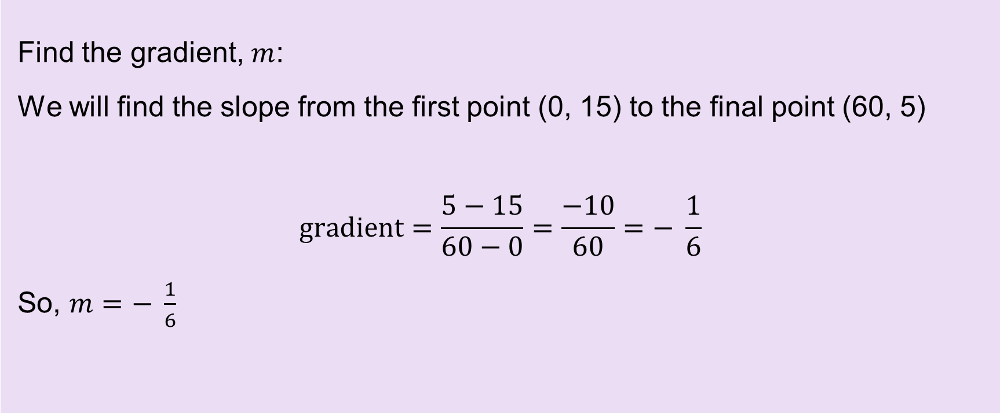 Find the gradient, m:
We will find the slope from the first point (0, 15) to the final point (60, 5)
gradient = \frac{5 − 15}{60 − 0} = \frac{−10}{60} = − \frac{1}{6}
So, m = − \frac{1}{6}